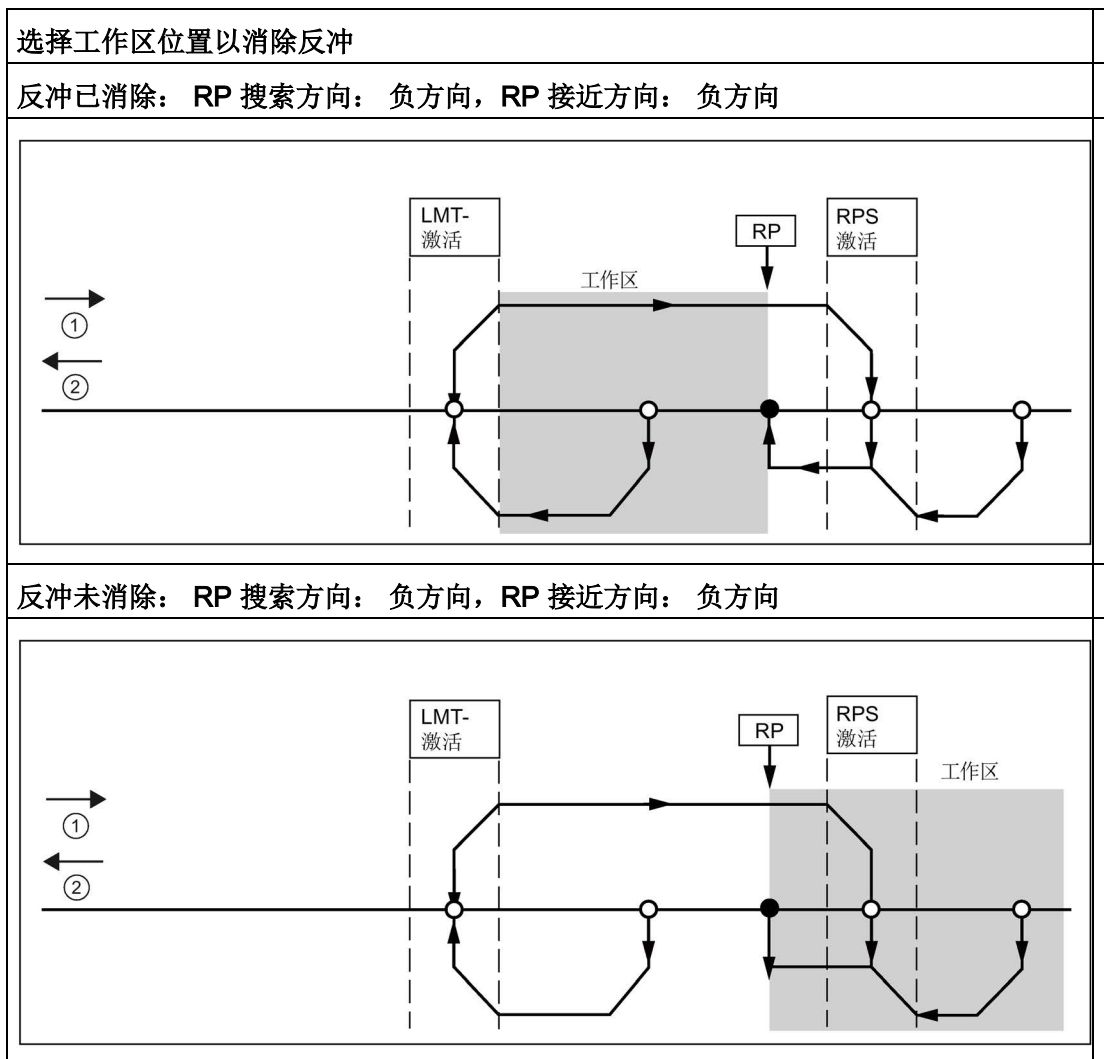 选择工作区位置以消除反冲
反冲已消除： RP 搜索方向： 负方向，RP 接近方向： 负方向
LMT-
激活
RP
RPS
激活
工作区
①
②
反冲未消除： RP 搜索方向： 负方向，RP 接近方向： 负方向
LMT-
激活
RP
RPS
激活
工作区
①
②